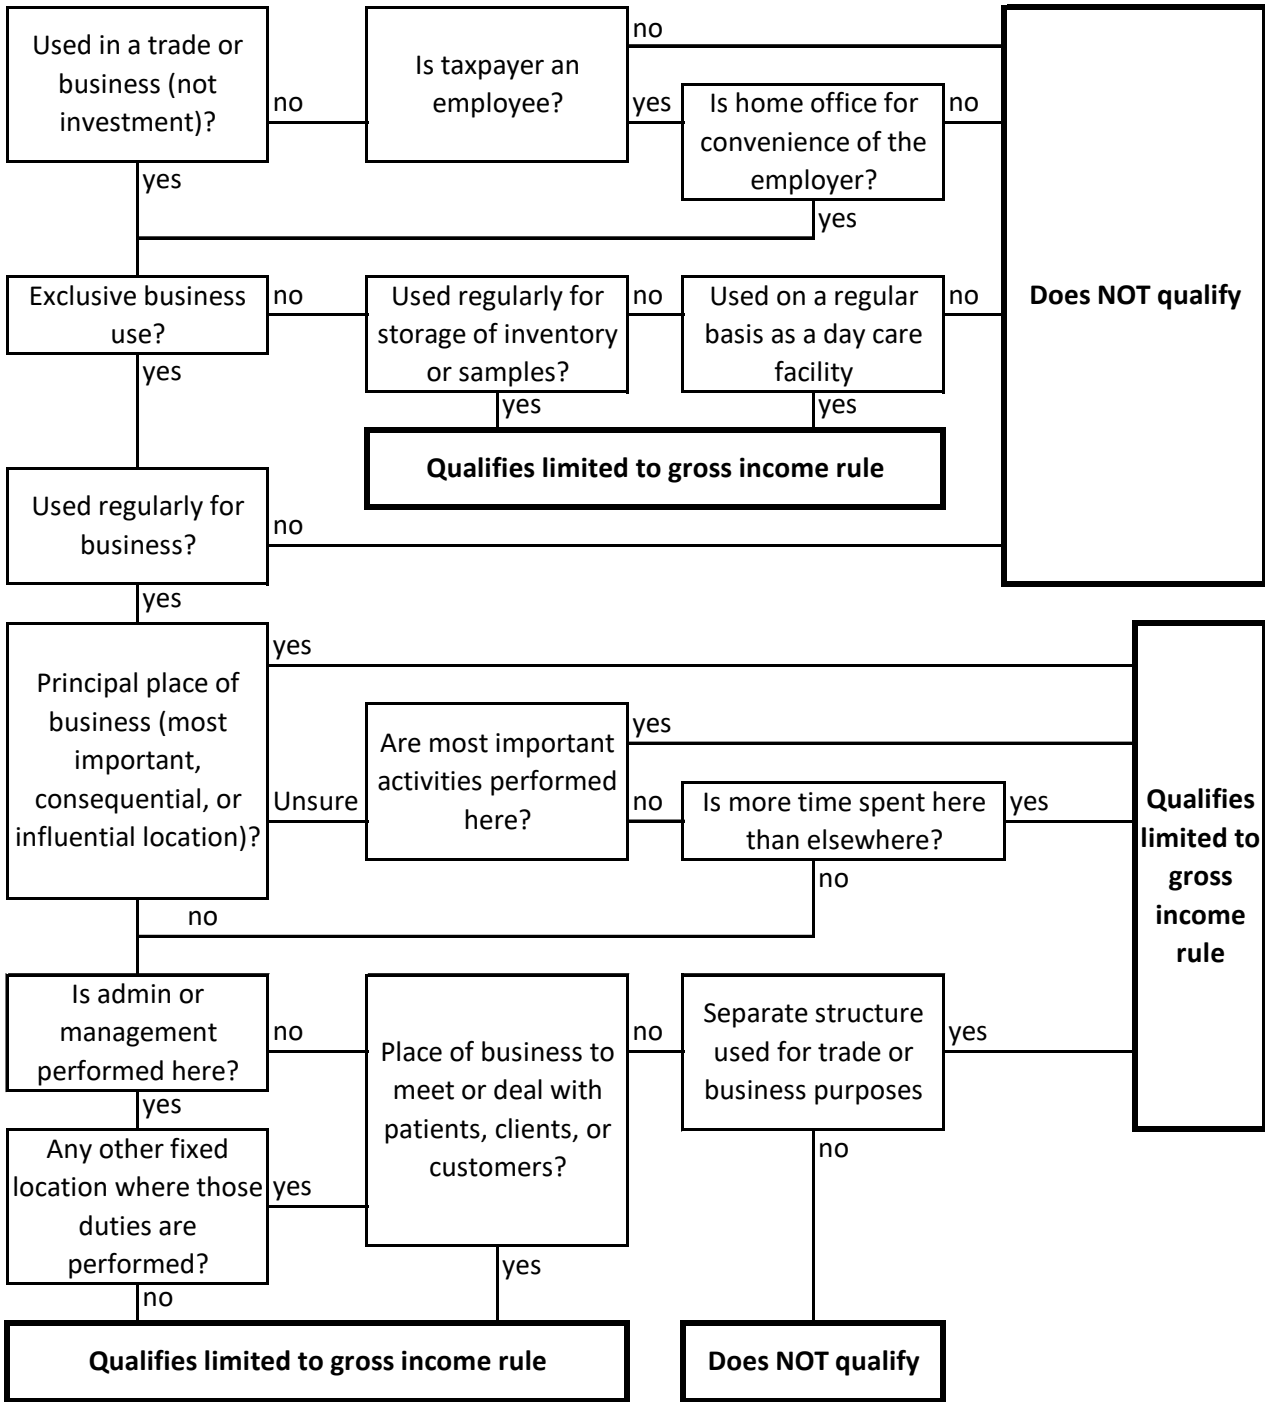 Used in a trade or
business (not
investment)?
no
yes
Is taxpayer an
employee?
no
yes
Is home office for
convenience of the
employer?
no
yes
Does NOT qualify
Exclusive business
use?
no
yes
Used regularly for
storage of inventory
or samples?
no
yes
Used on a regular
basis as a day care
facility
no
yes
Qualifies limited to gross income rule
Used regularly for
business?
no
yes
Principal place of
business (most
important,
consequential, or
influential location)?
yes
Unsure
no
Are most important
activities performed
here?
yes
no
Is more time spent here
than elsewhere?
yes
no
Qualifies
limited to
gross
income
rule
Is admin or
management
performed here?
no
yes
Any other fixed
location where those
duties are
performed?
yes
no
Place of business to
meet or deal with
patients, clients, or
customers?
no
yes
Separate structure
used for trade or
business purposes
yes
no
Qualifies limited to gross income rule
Does NOT qualify